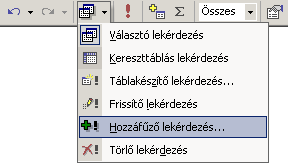 Összes
Választó lekérdezés
Kereszttáblás lekérdezés
Táblakészítő lekérdezés...
Frissítő lekérdezés
Hozzáfűző lekérdezés...
Törlő lekérdezés